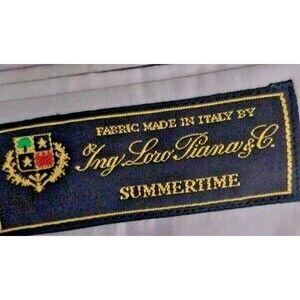 FABRIC MADE IN ITALY BY
Ing. Loro Piana & C.
SUMMERTIME